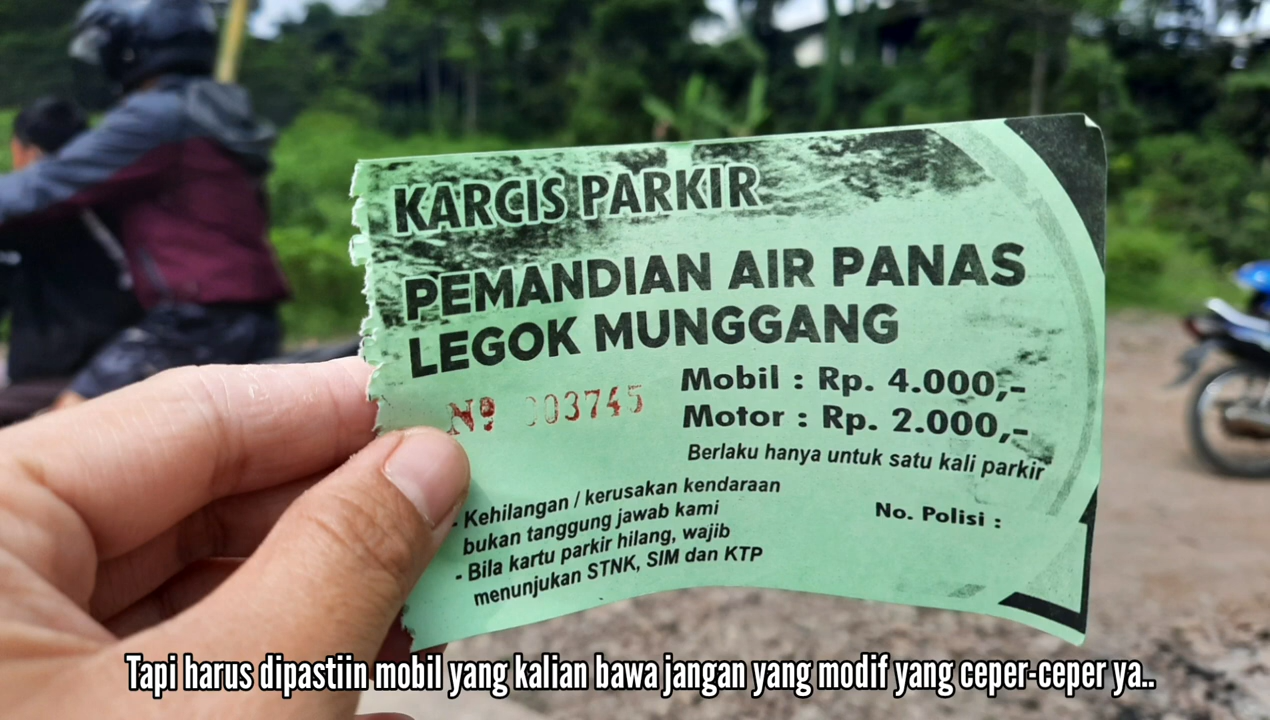 KARCIS PARKIR
PEMANDIAN AIR PANAS
LEGOK MUNGGANG
Nº 003745
Mobil : Rp. 4.000,-
Motor : Rp. 2.000,-
Berlaku hanya untuk satu kali parkir
- Kehilangan / kerusakan kendaraan
bukan tanggung jawab kami
- Bila kartu parkir hilang, wajib
menunjukan STNK, SIM dan KTP
No. Polisi :
Tapi harus dipastiin mobil yang kalian bawa jangan yang modif yang ceper-ceper ya..